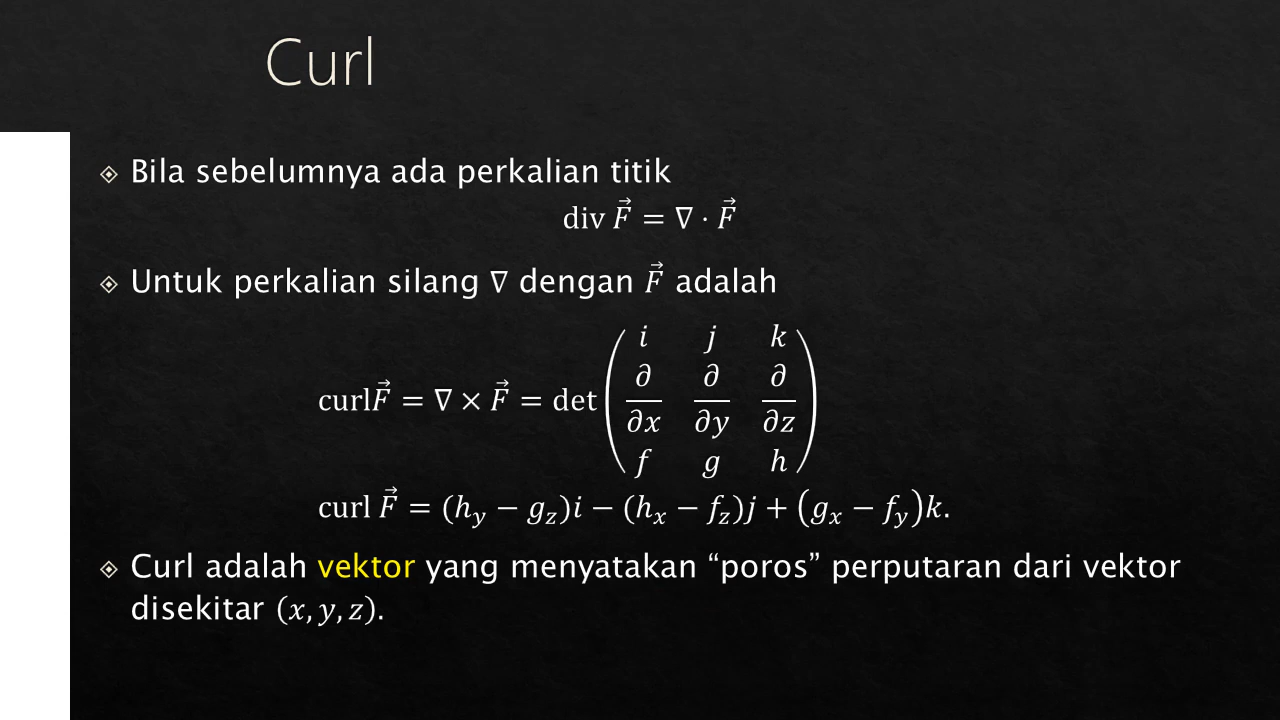 Curl
Bila sebelumnya ada perkalian titik
div F⃗ = ∇ ⋅ F⃗
Untuk perkalian silang ∇ dengan F⃗ adalah
curlF⃗ = ∇ × F⃗ = det ( i j k ; ∂/∂x ∂/∂y ∂/∂z ; f g h )
curl F⃗ = (h_y − g_z)i − (h_x − f_z)j + (g_x − f_y)k.
Curl adalah vektor yang menyatakan “poros” perputaran dari vektor
disekitar (x, y, z).